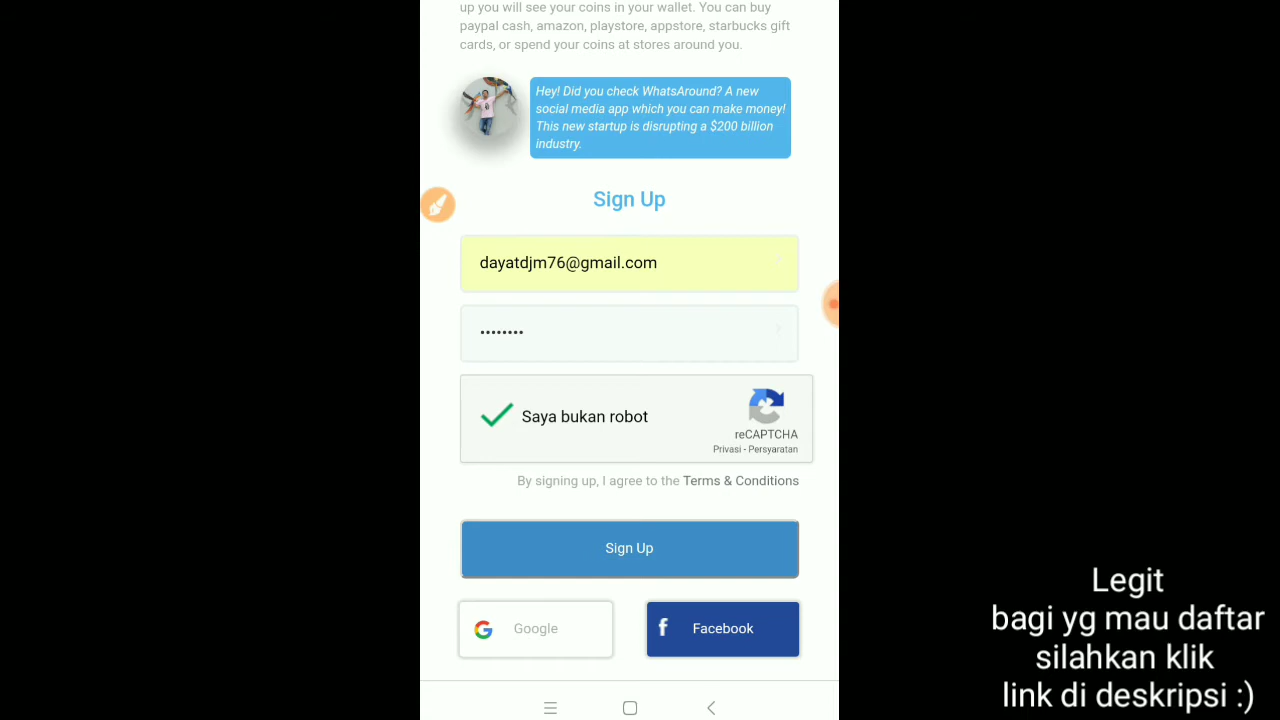 up you will see your coins in your wallet. You can buy
paypal cash, amazon, playstore, appstore, starbucks gift
cards, or spend your coins at stores around you.
Hey! Did you check WhatsAround? A new
social media app which you can make money!
This new startup is disrupting a $200 billion
industry.
Sign Up
dayatdjm76@gmail.com
••••••••
Saya bukan robot
reCAPTCHA
Privasi - Persyaratan
By signing up, I agree to the Terms & Conditions
Sign Up
Google
f Facebook
Legit
bagi yg mau daftar
silahkan klik
link di deskripsi :)